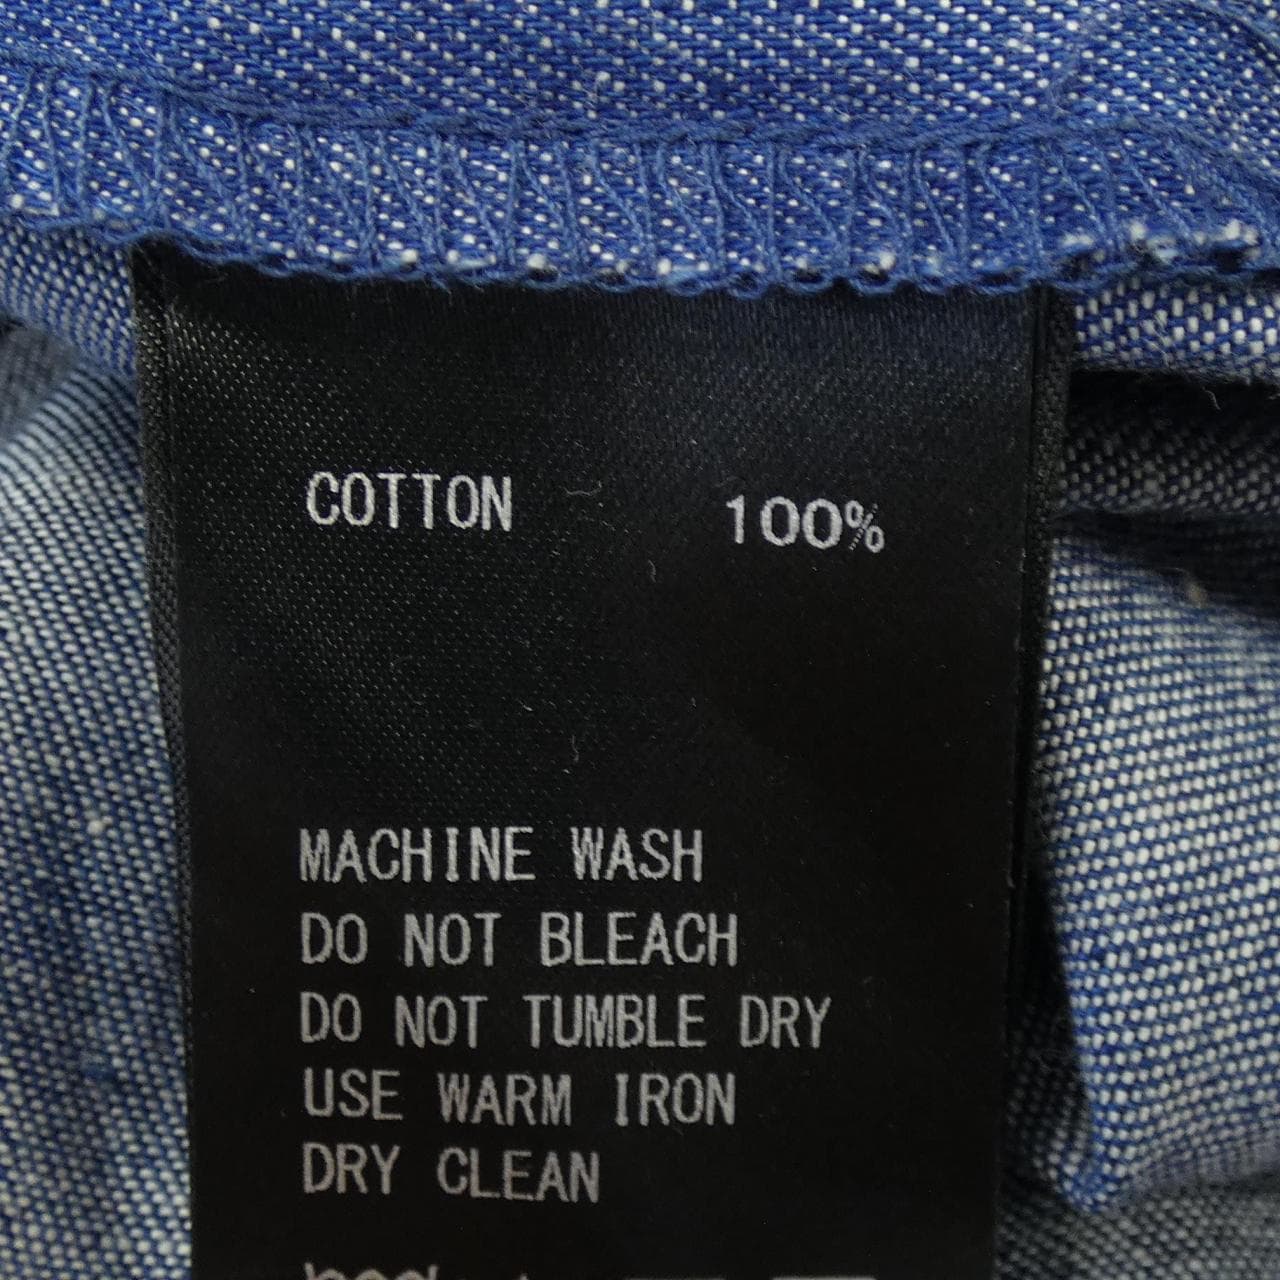 COTTON 100%
MACHINE WASH
DO NOT BLEACH
DO NOT TUMBLE DRY
USE WARM IRON
DRY CLEAN